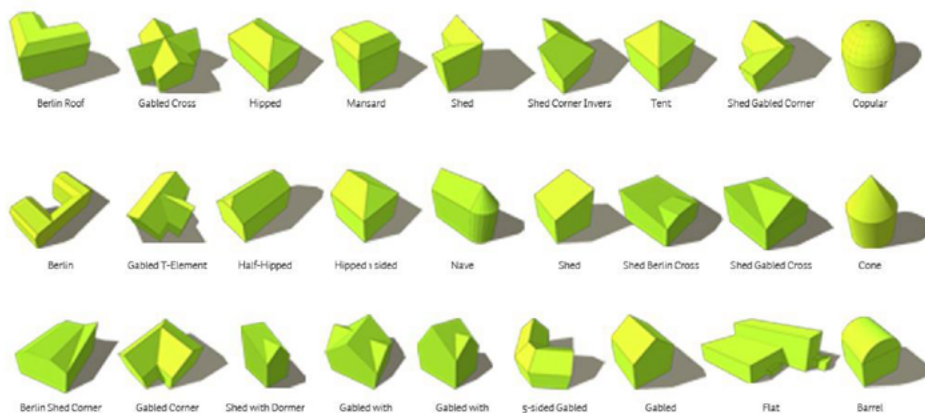 Berlin Roof Gabled Cross Hipped Mansard Shed Shed Corner Invers Tent Shed Gabled Corner Copular
Berlin Gabled T-Element Half-Hipped Hipped 1 sided Nave Shed Shed Berlin Cross Shed Gabled Cross Cone
Berlin Shed Corner Gabled Corner Shed with Dormer Gabled with Gabled with 5-sided Gabled Gabled Flat Barrel